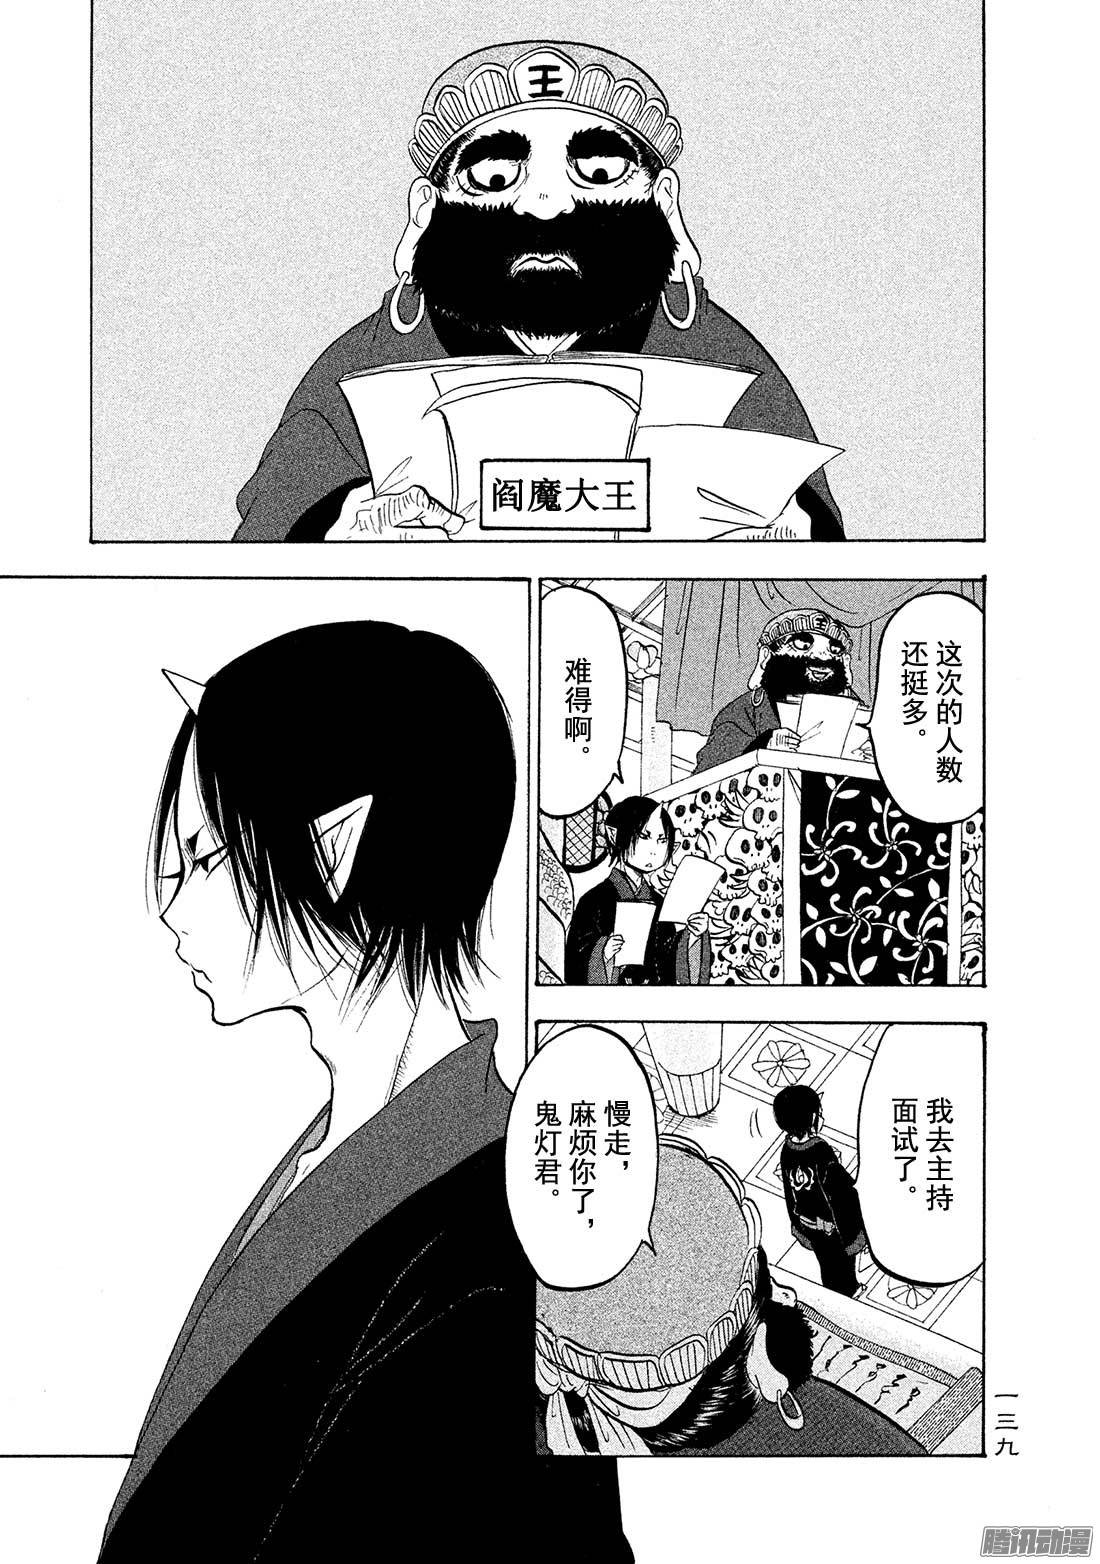 王
阎魔大王
王
这次的人数
还挺多。
难得啊。
我去主持
面试了。
慢走，
麻烦你了，
鬼灯君。
一三九
腾讯动漫